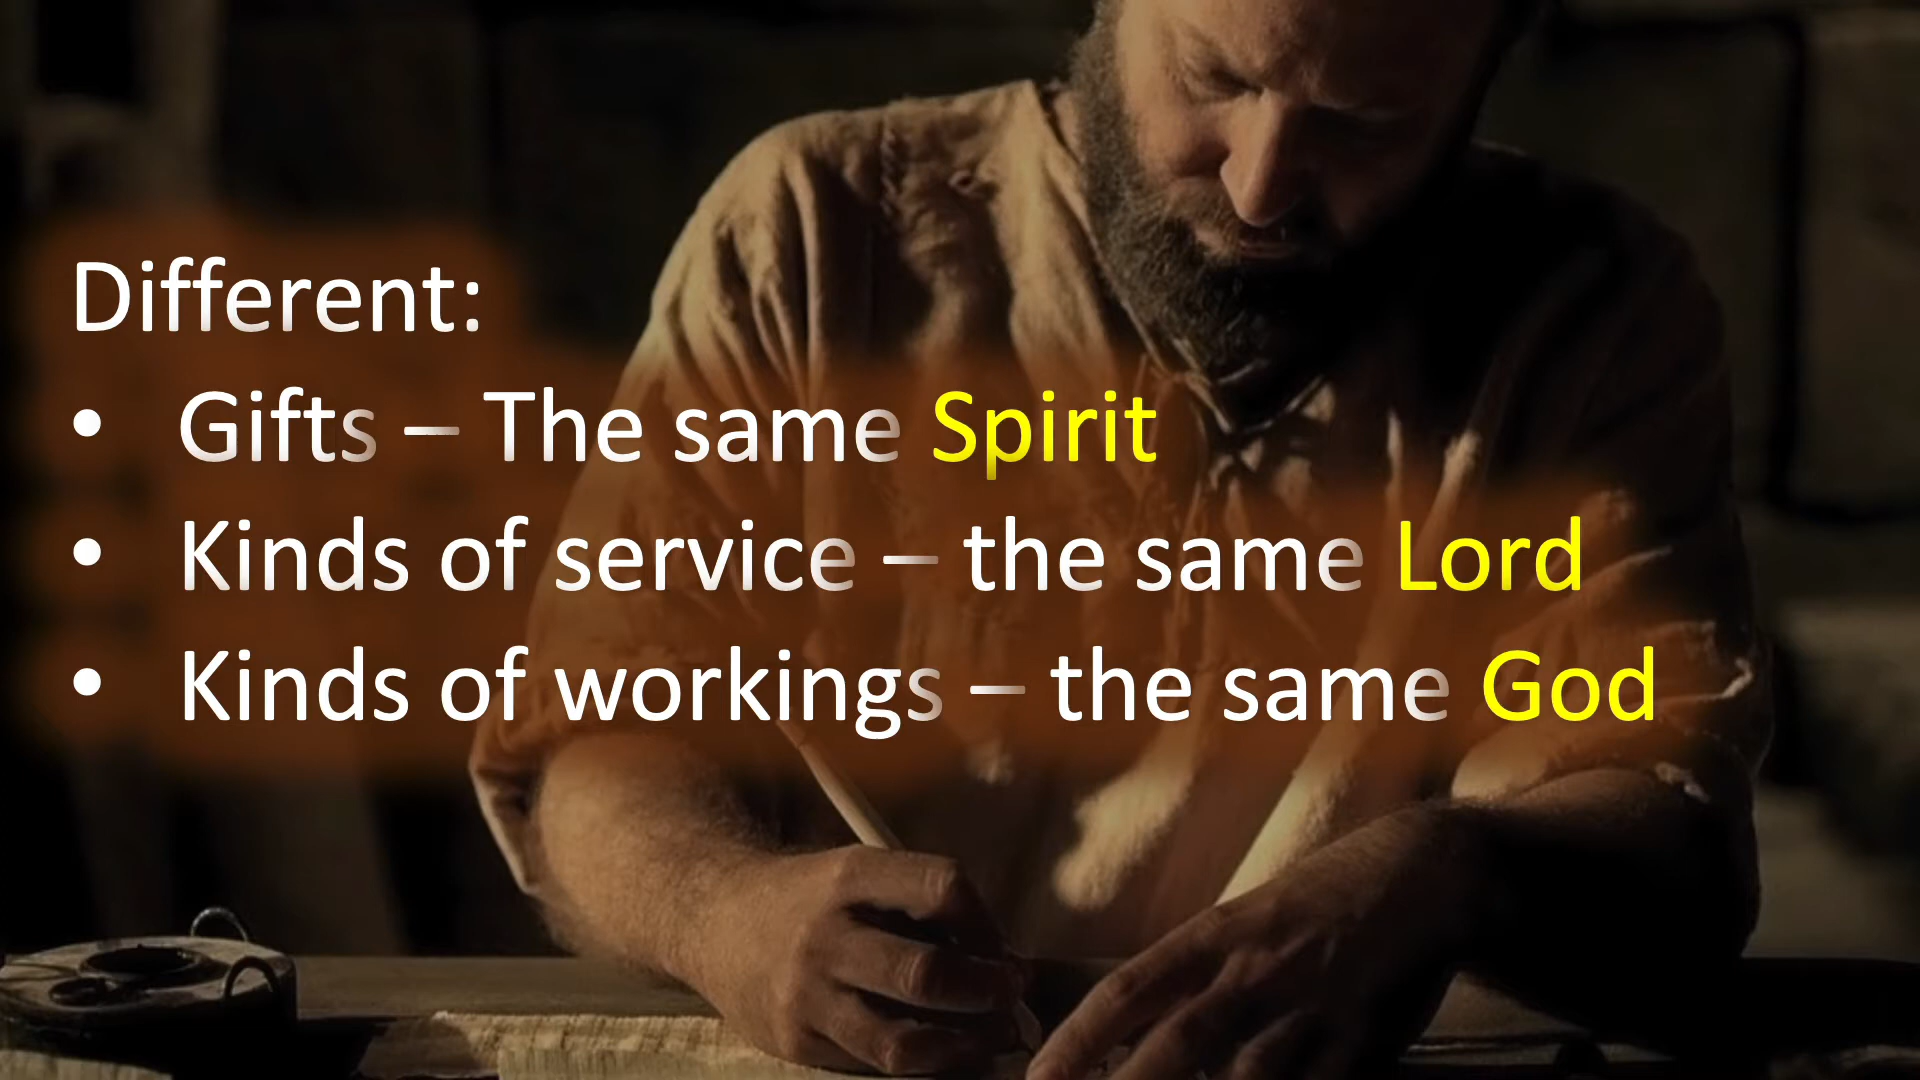 Different:
• Gifts – The same Spirit
• Kinds of service – the same Lord
• Kinds of workings – the same God